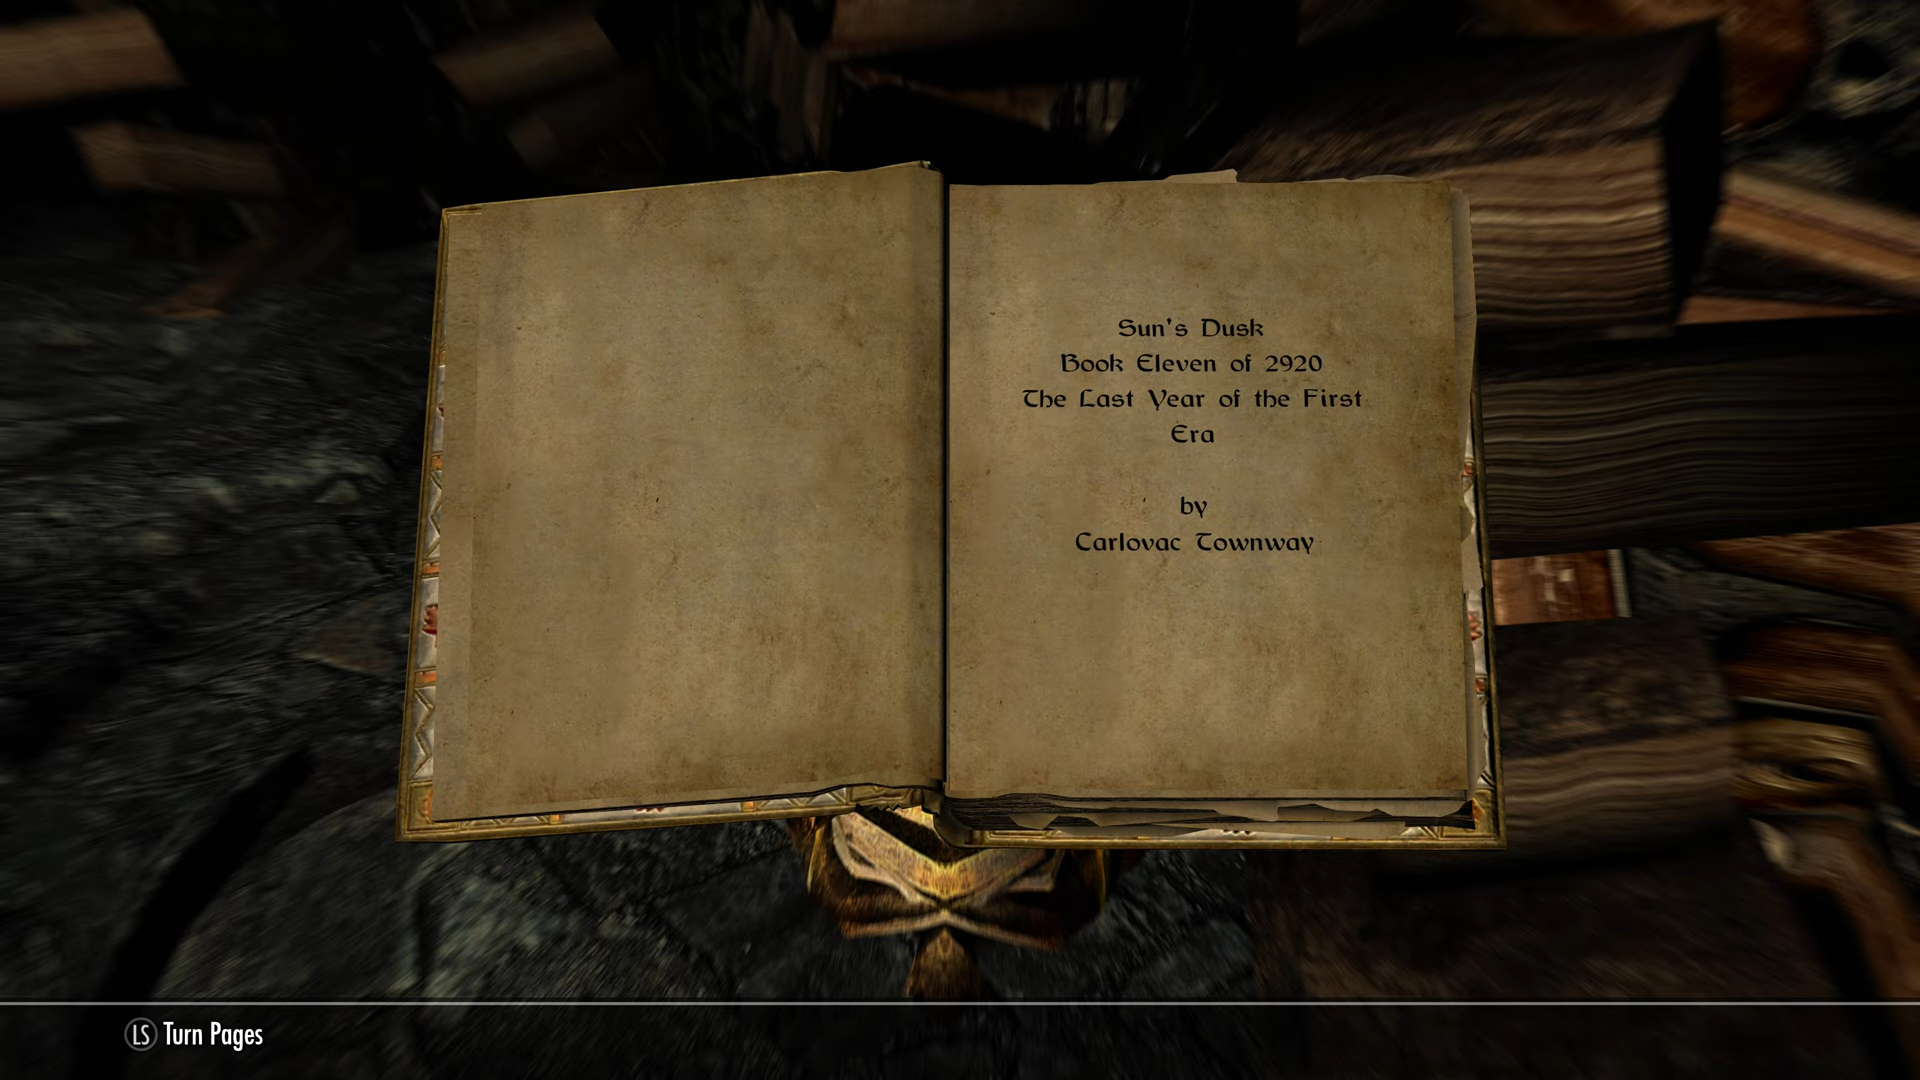 Sun's Dusk
Book Eleven of 2920
The Last Year of the First
Era
by
Carlovac Townway
LS Turn Pages